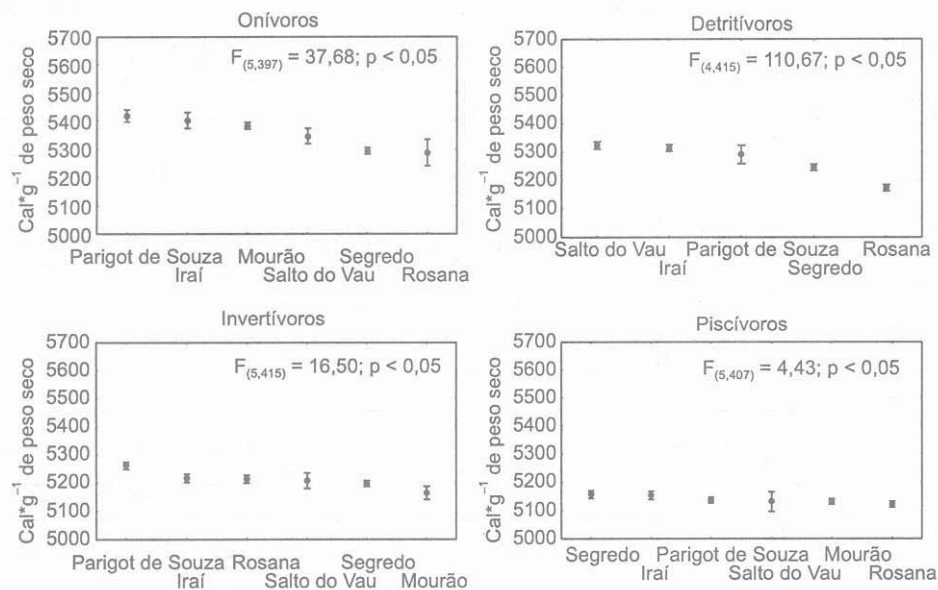 Onívoros
F(5,397) = 37,68; p < 0,05
Cal*g⁻¹ de peso seco
5700
5600
5500
5400
5300
5200
5100
5000
Parigot de Souza Mourão Segredo
Iraí Salto do Vau Rosana
Detritívoros
F(4,415) = 110,67; p < 0,05
Cal*g⁻¹ de peso seco
5700
5600
5500
5400
5300
5200
5100
5000
Salto do Vau Parigot de Souza Rosana
Iraí Segredo
Invertívoros
F(5,415) = 16,50; p < 0,05
Cal*g⁻¹ de peso seco
5700
5600
5500
5400
5300
5200
5100
5000
Parigot de Souza Rosana Segredo
Iraí Salto do Vau Mourão
Piscívoros
F(5,407) = 4,43; p < 0,05
Cal*g⁻¹ de peso seco
5700
5600
5500
5400
5300
5200
5100
5000
Segredo Parigot de Souza Mourão
Iraí Salto do Vau Rosana